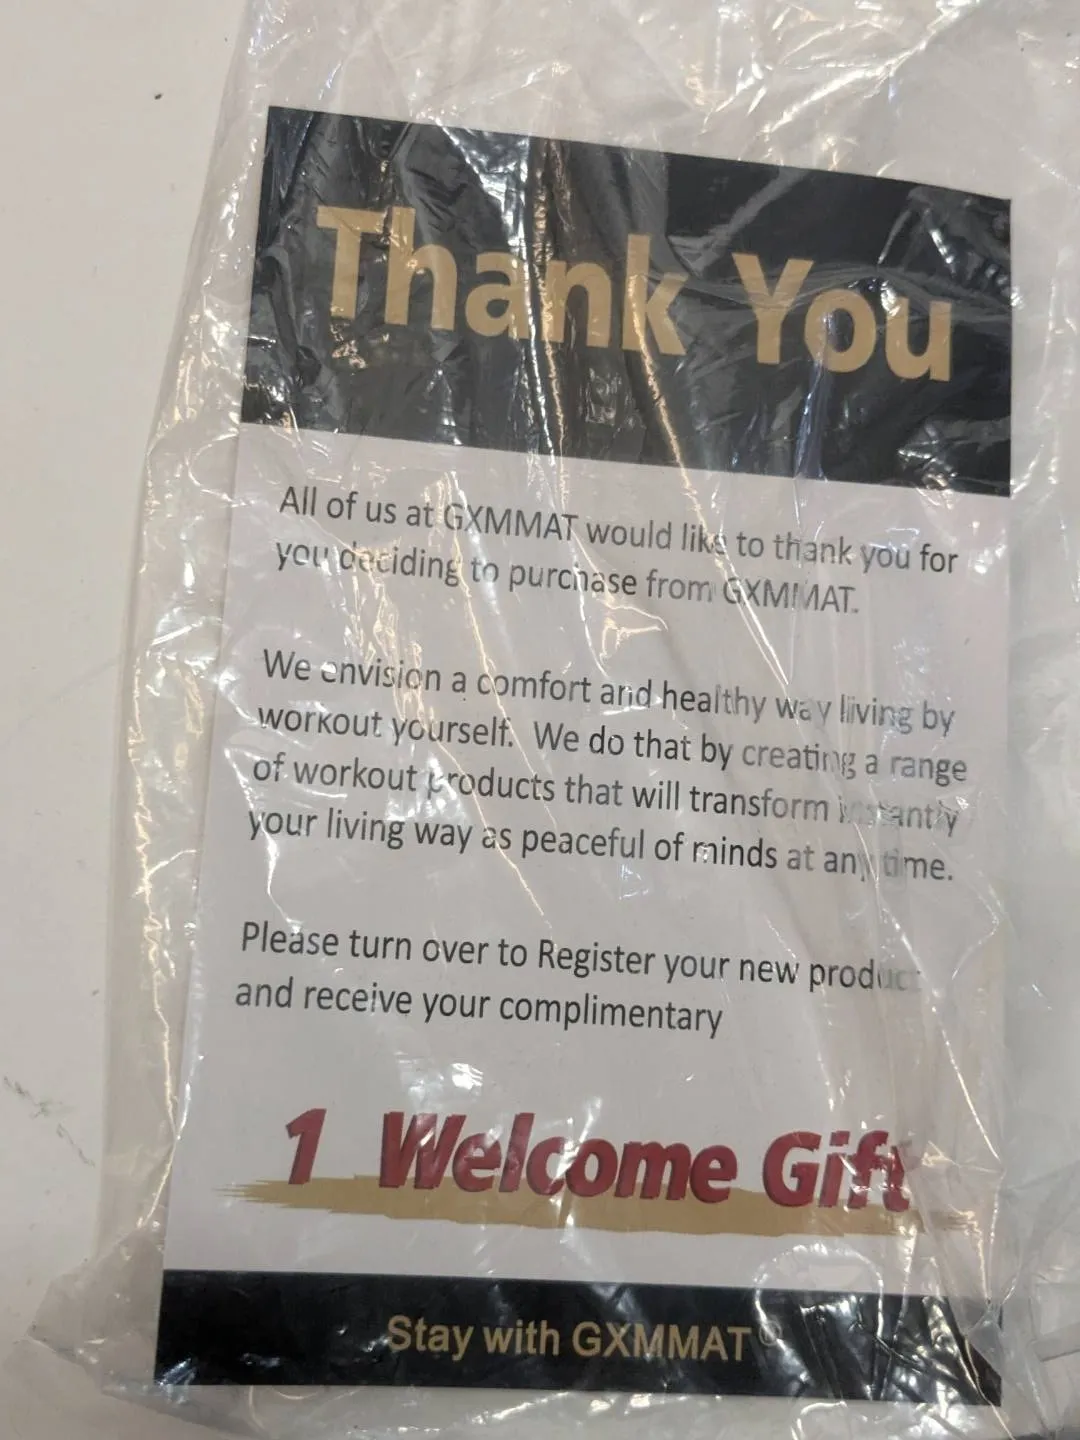 Thank You
All of us at GXMMAT would like to thank you for
you deciding to purchase from GXMMAT.
We envision a comfort and healthy way living by
workout yourself. We do that by creating a range
of workout products that will transform instantly
your living way as peaceful of minds at any time.
Please turn over to Register your new product
and receive your complimentary
1 Welcome Gift
Stay with GXMMAT®